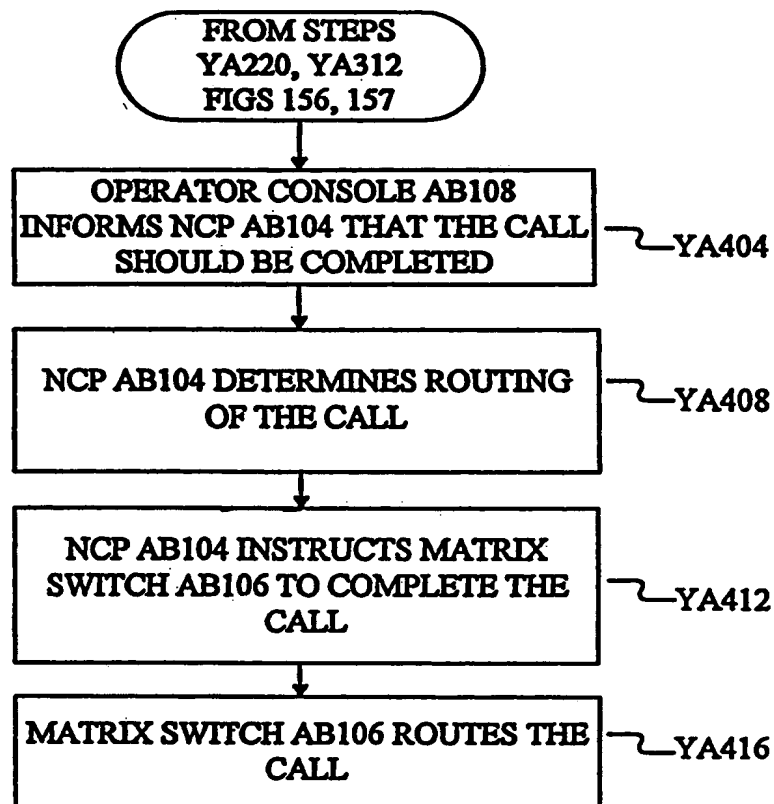 FROM STEPS
YA220, YA312
FIGS 156, 157
OPERATOR CONSOLE AB108
INFORMS NCP AB104 THAT THE CALL
SHOULD BE COMPLETED
YA404
NCP AB104 DETERMINES ROUTING
OF THE CALL
YA408
NCP AB104 INSTRUCTS MATRIX
SWITCH AB106 TO COMPLETE THE
CALL
YA412
MATRIX SWITCH AB106 ROUTES THE
CALL
YA416